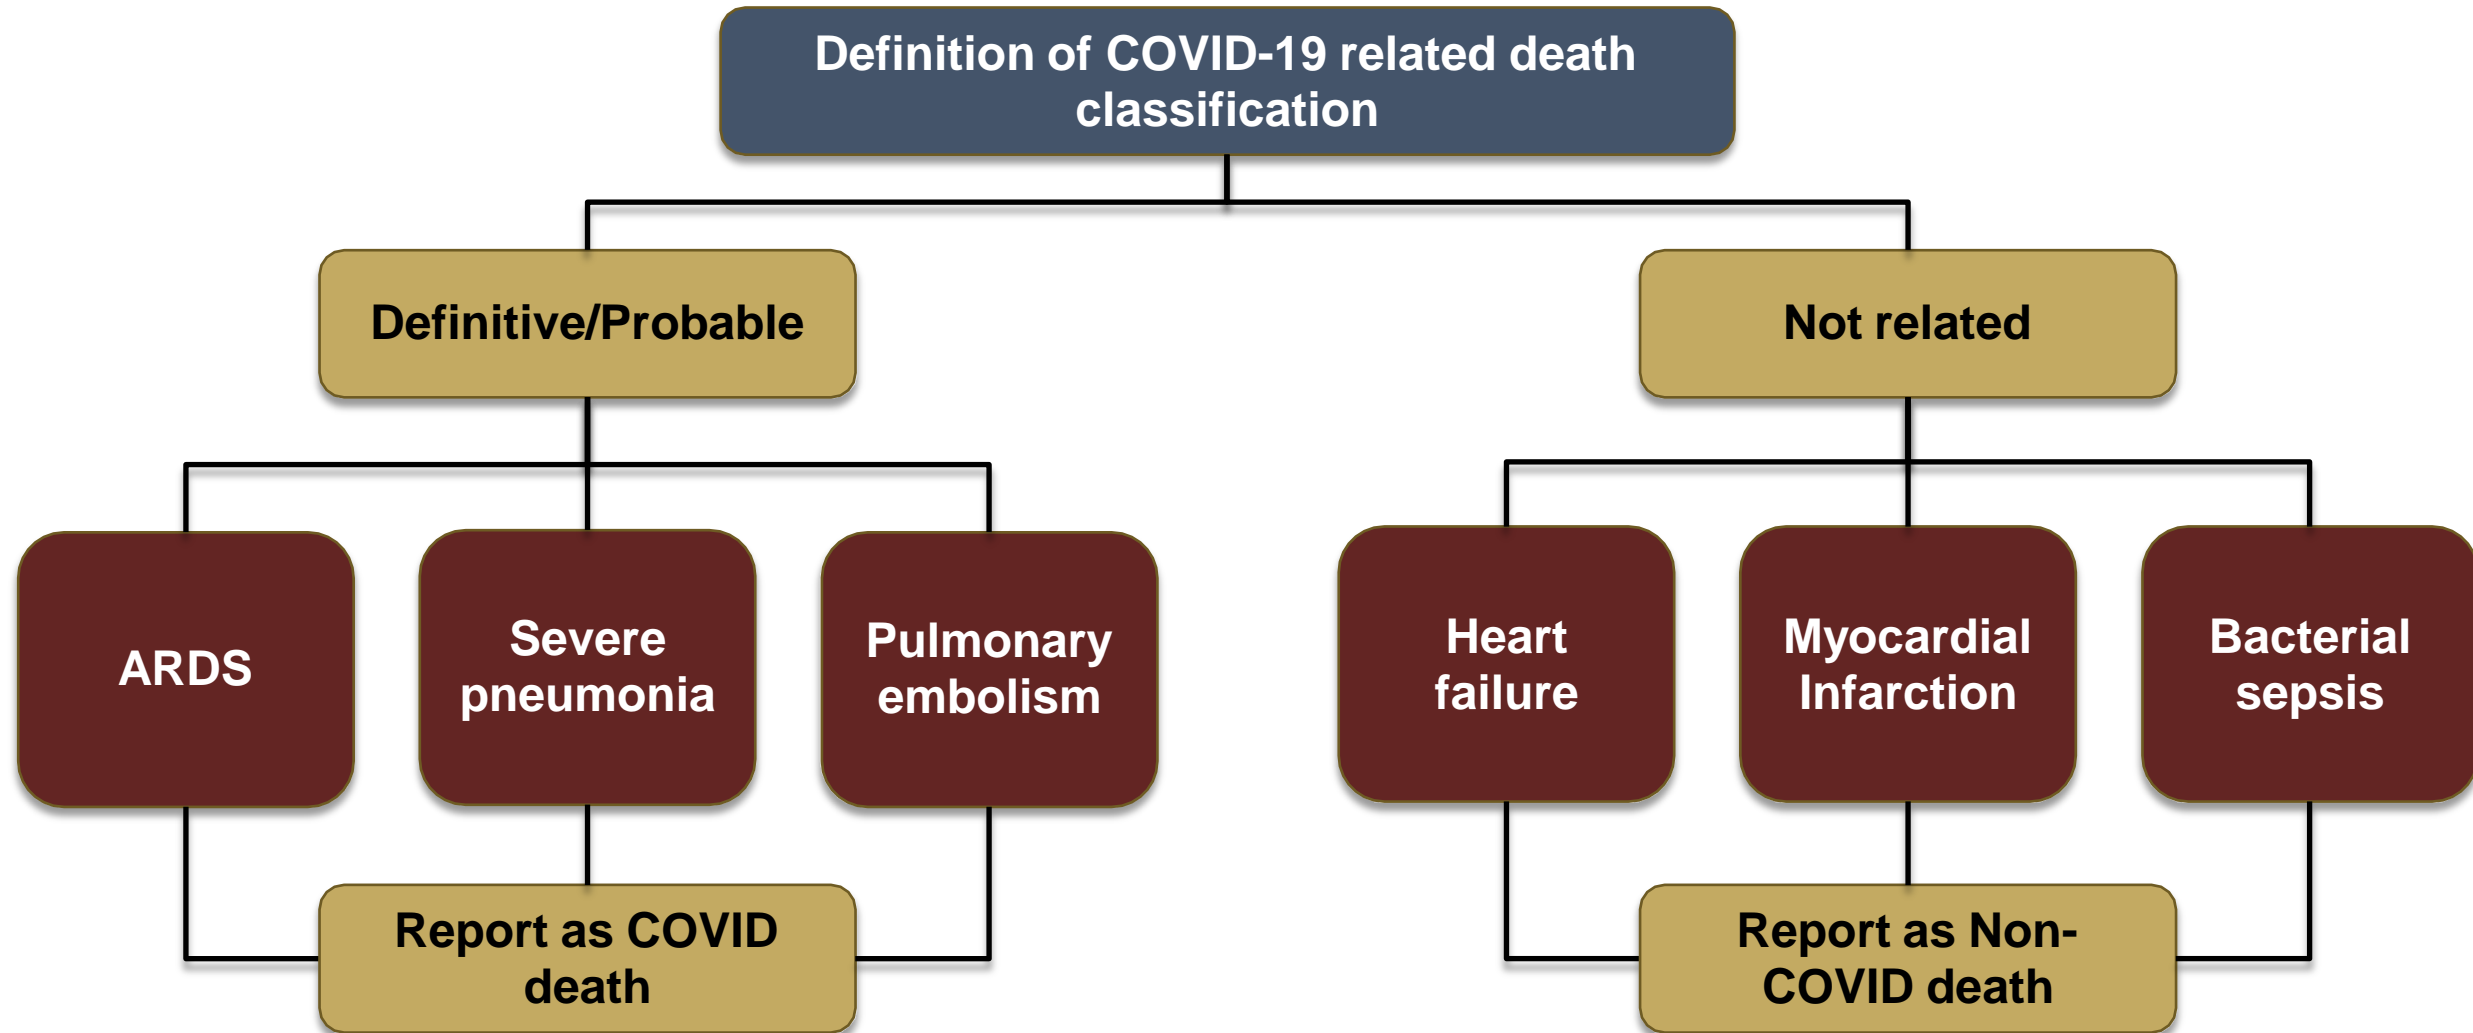 Definition of COVID-19 related death
classification
Definitive/Probable
Not related
ARDS
Severe
pneumonia
Pulmonary
embolism
Heart
failure
Myocardial
Infarction
Bacterial
sepsis
Report as COVID
death
Report as Non-
COVID death